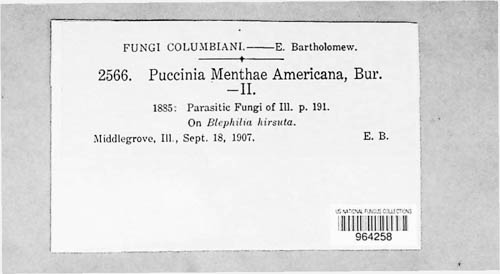 FUNGI COLUMBIANI.——E. Bartholomew.
2566. Puccinia Menthae Americana, Bur.
—II.
1885: Parasitic Fungi of Ill. p. 191.
On Blephilia hirsuta.
Middlegrove, Ill., Sept. 18, 1907. E. B.
US NATIONAL FUNGUS COLLECTIONS
964258